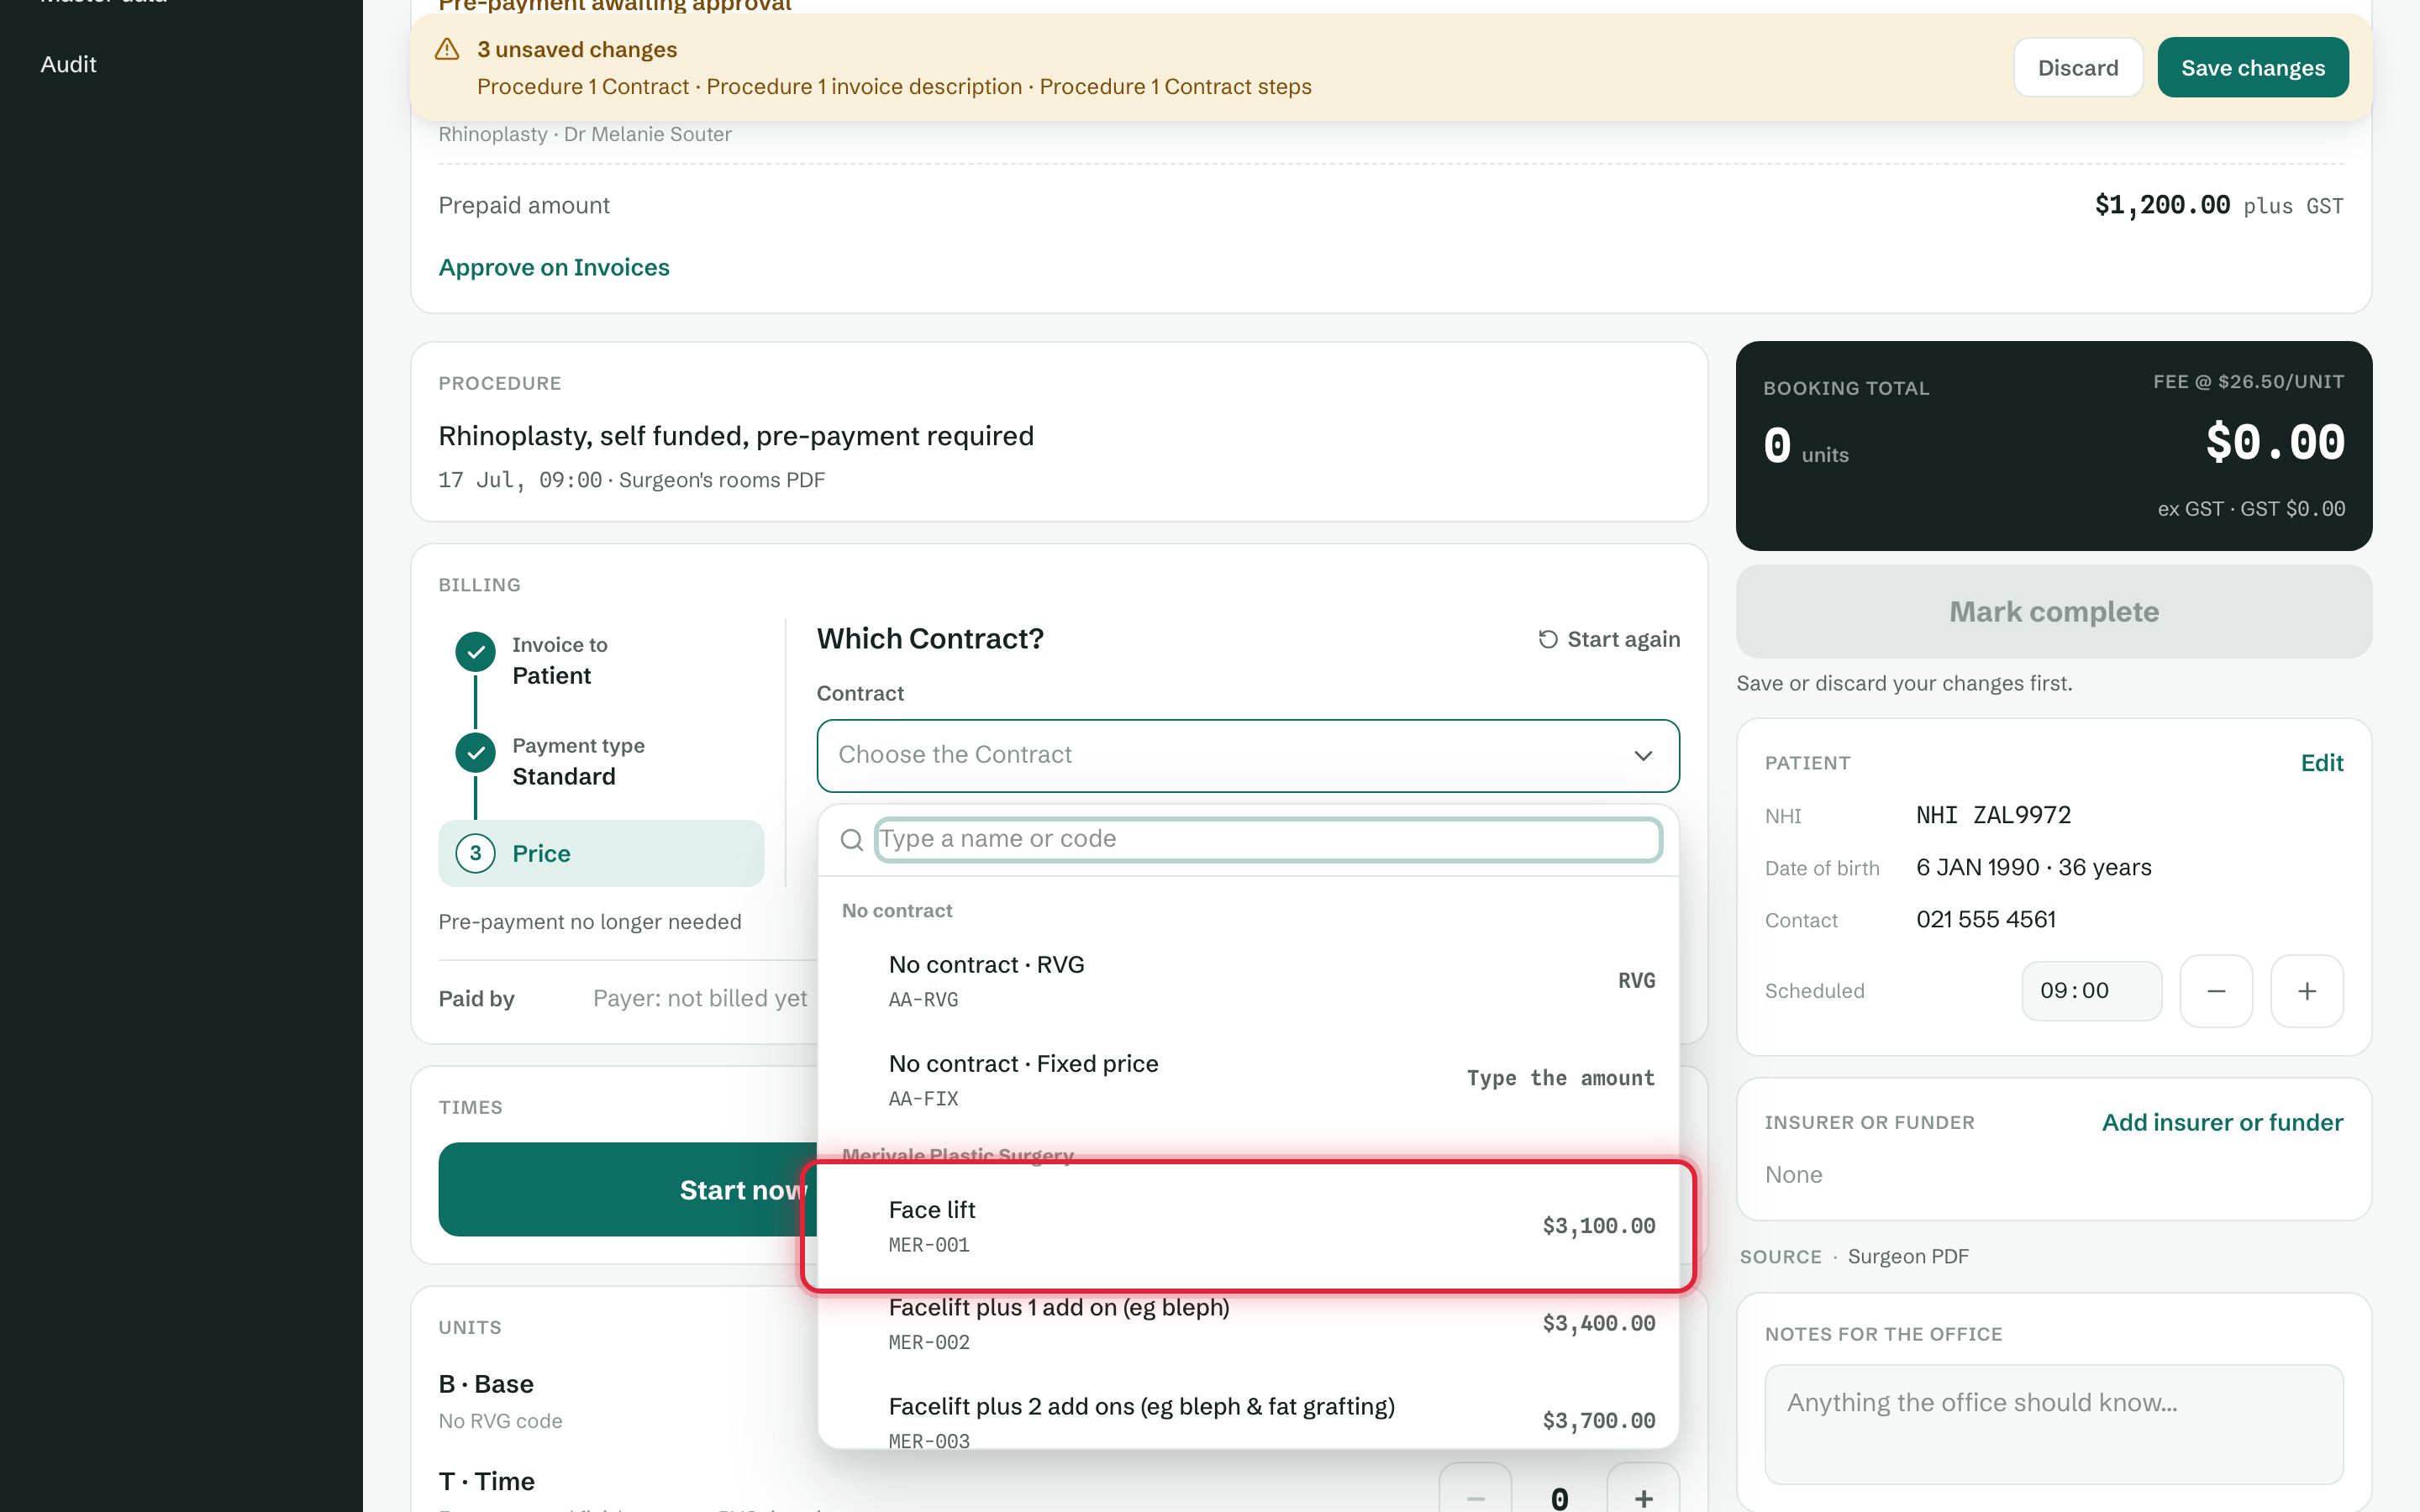 Audit
Pre-payment awaiting approval
3 unsaved changes
Procedure 1 Contract · Procedure 1 invoice description · Procedure 1 Contract steps
Discard
Save changes
Rhinoplasty · Dr Melanie Souter
Prepaid amount
$1,200.00 plus GST
Approve on Invoices
PROCEDURE
Rhinoplasty, self funded, pre-payment required
17 Jul, 09:00 · Surgeon's rooms PDF
BILLING
Invoice to
Patient
Payment type
Standard
3 Price
Pre-payment no longer needed
Paid by Payer: not billed yet
Which Contract?
Start again
Contract
Choose the Contract
Type a name or code
No contract
No contract · RVG
AA-RVG
RVG
No contract · Fixed price
AA-FIX
Type the amount
Merivale Plastic Surgery
Face lift
MER-001
$3,100.00
Facelift plus 1 add on (eg bleph)
MER-002
$3,400.00
Facelift plus 2 add ons (eg bleph & fat grafting)
MER-003
$3,700.00
TIMES
Start now
UNITS
B · Base
No RVG code
T · Time
0
BOOKING TOTAL
FEE @ $26.50/UNIT
0 units
$0.00
ex GST · GST $0.00
Mark complete
Save or discard your changes first.
PATIENT
Edit
NHI NHI ZAL9972
Date of birth 6 JAN 1990 · 36 years
Contact 021 555 4561
Scheduled 09:00
INSURER OR FUNDER
Add insurer or funder
None
SOURCE · Surgeon PDF
NOTES FOR THE OFFICE
Anything the office should know...